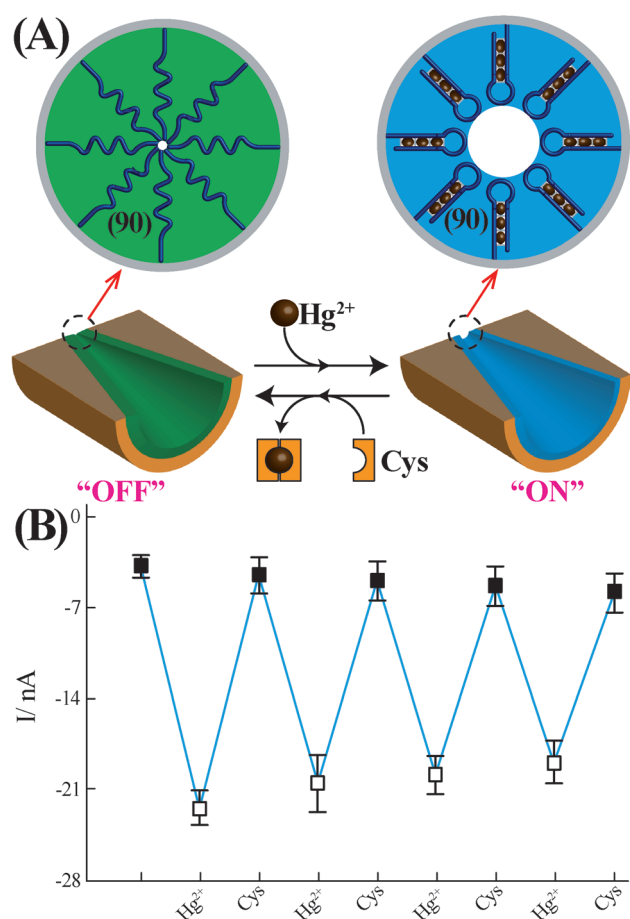 (A)
(90)
(90)
Hg²⁺
Cys
“OFF”
“ON”
(B)
I/ nA
0
-7
-14
-21
-28
Hg²⁺
Cys
Hg²⁺
Cys
Hg²⁺
Cys
Hg²⁺
Cys